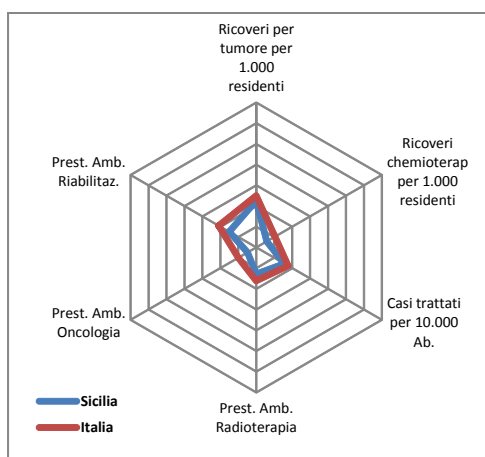 Ricoveri per
tumore per
1.000
residenti
Ricoveri
chemioterap
per 1.000
residenti
Casi trattati
per 10.000
Ab.
Prest. Amb.
Radioterapia
Prest. Amb.
Oncologia
Prest. Amb.
Riabilitaz.
Sicilia
Italia